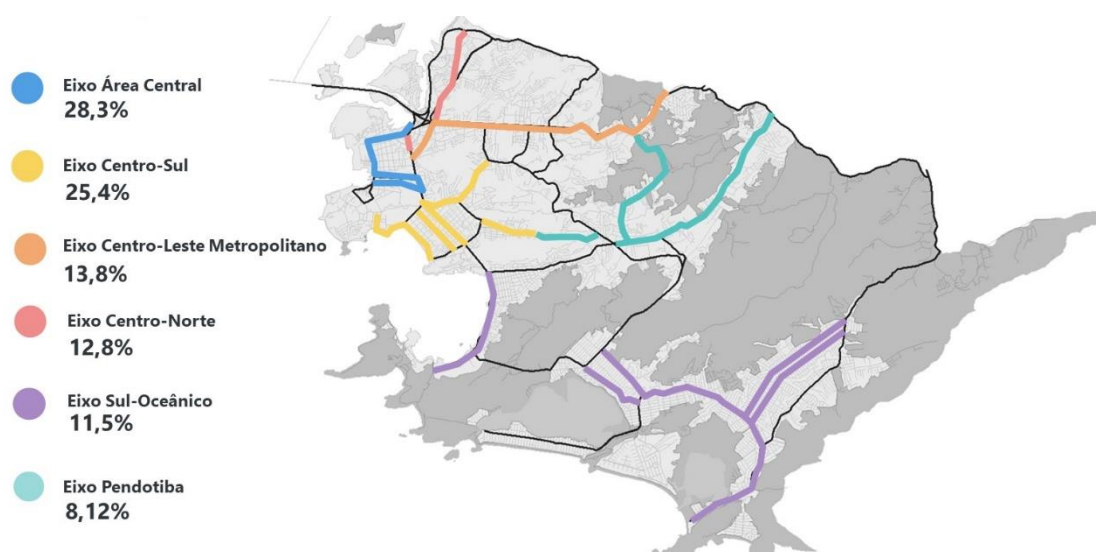 Eixo Área Central
28,3%
Eixo Centro-Sul
25,4%
Eixo Centro-Leste Metropolitano
13,8%
Eixo Centro-Norte
12,8%
Eixo Sul-Oceânico
11,5%
Eixo Pendotiba
8,12%